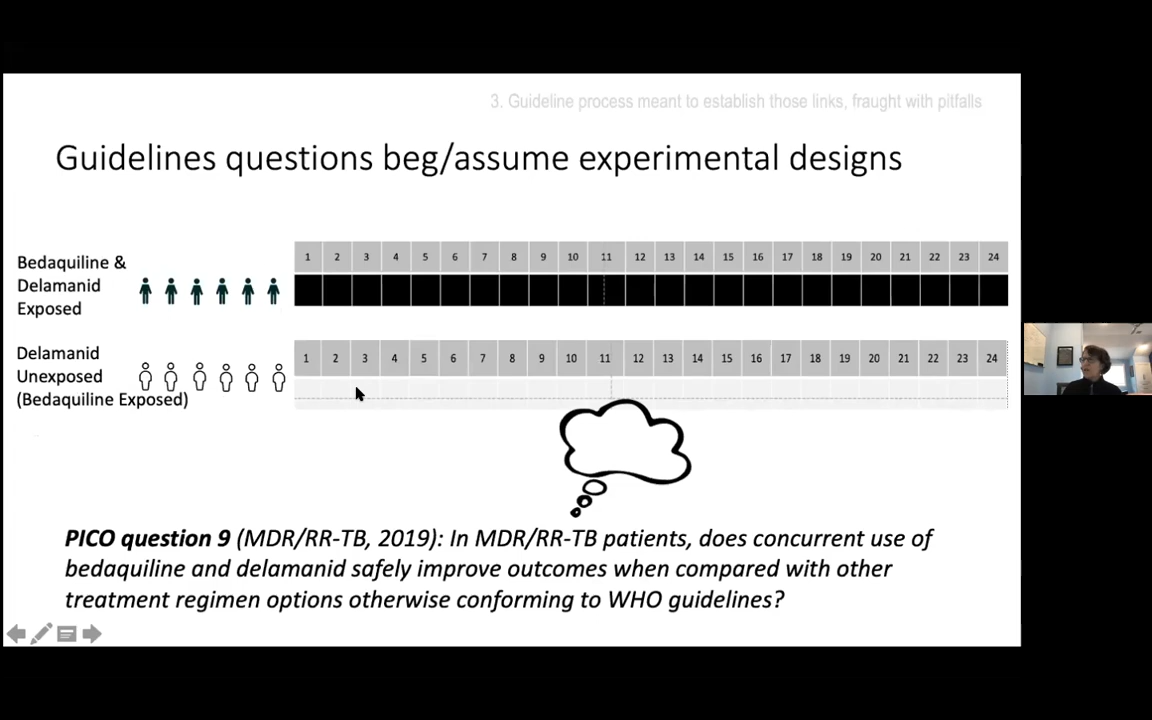 3. Guideline process meant to establish those links, fraught with pitfalls
Guidelines questions beg/assume experimental designs
Bedaquiline &
Delamanid
Exposed
1 2 3 4 5 6 7 8 9 10 11 12 13 14 15 16 17 18 19 20 21 22 23 24
Delamanid
Unexposed
(Bedaquiline Exposed)
1 2 3 4 5 6 7 8 9 10 11 12 13 14 15 16 17 18 19 20 21 22 23 24
PICO question 9 (MDR/RR-TB, 2019): In MDR/RR-TB patients, does concurrent use of
bedaquiline and delamanid safely improve outcomes when compared with other
treatment regimen options otherwise conforming to WHO guidelines?